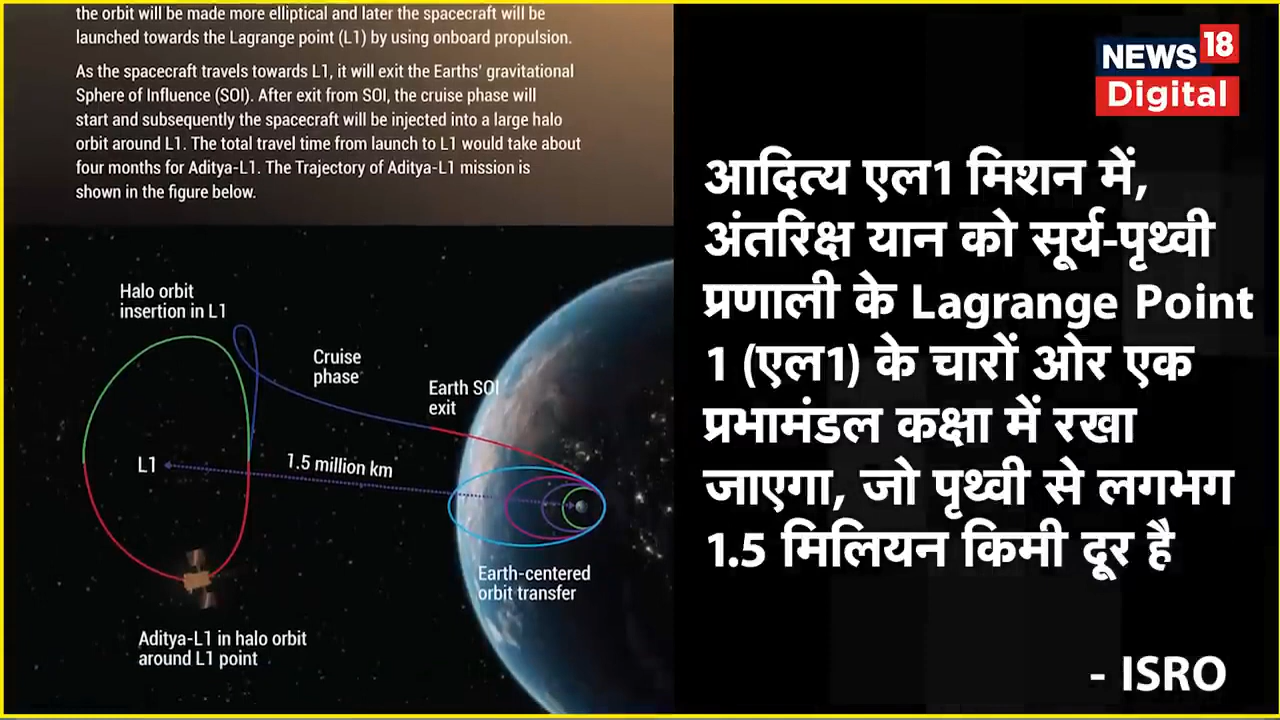 the orbit will be made more elliptical and later the spacecraft will be
launched towards the Lagrange point (L1) by using onboard propulsion.
As the spacecraft travels towards L1, it will exit the Earths' gravitational
Sphere of Influence (SOI). After exit from SOI, the cruise phase will
start and subsequently the spacecraft will be injected into a large halo
orbit around L1. The total travel time from launch to L1 would take about
four months for Aditya-L1. The Trajectory of Aditya-L1 mission is
shown in the figure below.
Halo orbit
insertion in L1
Cruise
phase
Earth SOI
exit
L1
1.5 million km
Earth-centered
orbit transfer
Aditya-L1 in halo orbit
around L1 point
NEWS 18
Digital
आदित्य एल1 मिशन में,
अंतरिक्ष यान को सूर्य-पृथ्वी
प्रणाली के Lagrange Point
1 (एल1) के चारों ओर एक
प्रभामंडल कक्षा में रखा
जाएगा, जो पृथ्वी से लगभग
1.5 मिलियन किमी दूर है
- ISRO